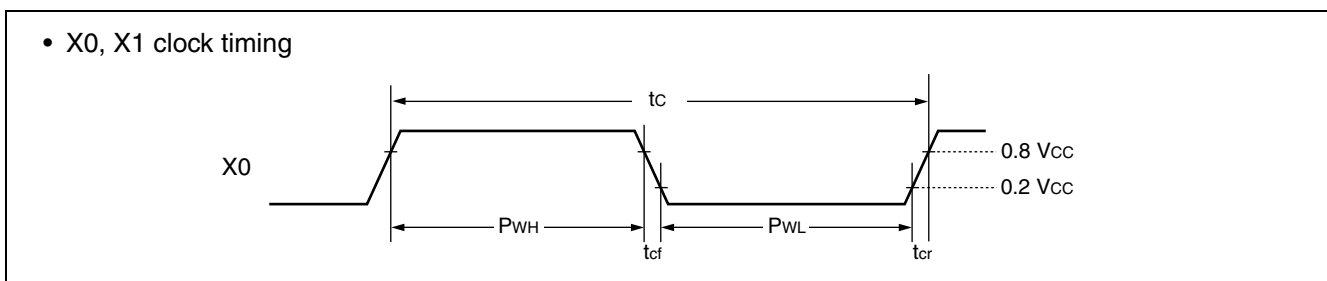 • X0, X1 clock timing
tC
X0
0.8 VCC
0.2 VCC
PWH
PWL
tcf
tcr